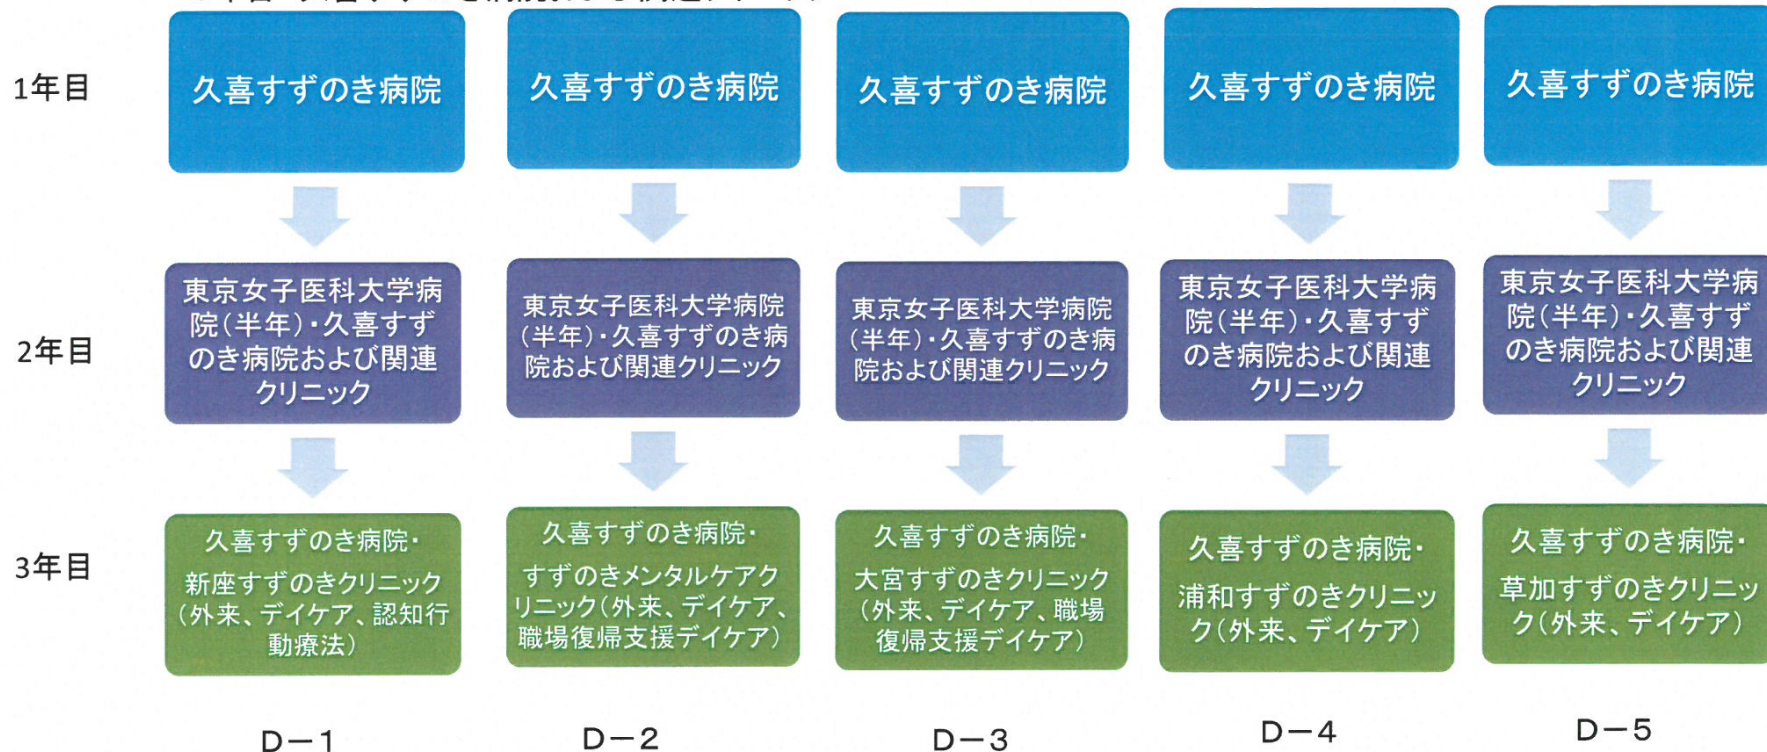 1年目
久喜すずのき病院
久喜すずのき病院
久喜すずのき病院
久喜すずのき病院
久喜すずのき病院
2年目
東京女子医科大学病
院(半年)・久喜すず
のき病院および関連
クリニック
東京女子医科大学病院
(半年)・久喜すずのき病
院および関連クリニック
東京女子医科大学病院
(半年)・久喜すずのき病
院および関連クリニック
東京女子医科大学病
院(半年)・久喜すず
のき病院および関連
クリニック
東京女子医科大学病
院(半年)・久喜すず
のき病院および関連
クリニック
3年目
久喜すずのき病院・
新座すずのきクリニック
(外来、デイケア、認知行
動療法)
久喜すずのき病院・
すずのきメンタルケアク
リニック(外来、デイケア、
職場復帰支援デイケア)
久喜すずのき病院・
大宮すずのきクリニック
(外来、デイケア、職場
復帰支援デイケア)
久喜すずのき病院・
浦和すずのきクリニッ
ク(外来、デイケア)
久喜すずのき病院・
草加すずのきクリニッ
ク(外来、デイケア)
D－1
D－2
D－3
D－4
D－5